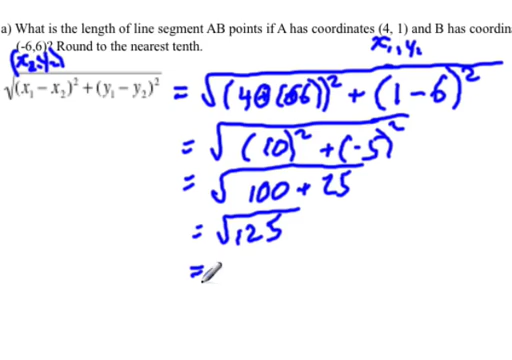 a) What is the length of line segment AB points if A has coordinates (4, 1) and B has coordin
(-6,6)? Round to the nearest tenth. x₁, y₁
(x₂, y₂)
√(x₁ − x₂)² + (y₁ − y₂)² = √(4⊖(⊖6))² + (1 − 6)²
= √(10)² + (-5)²
= √100 + 25
= √125
=